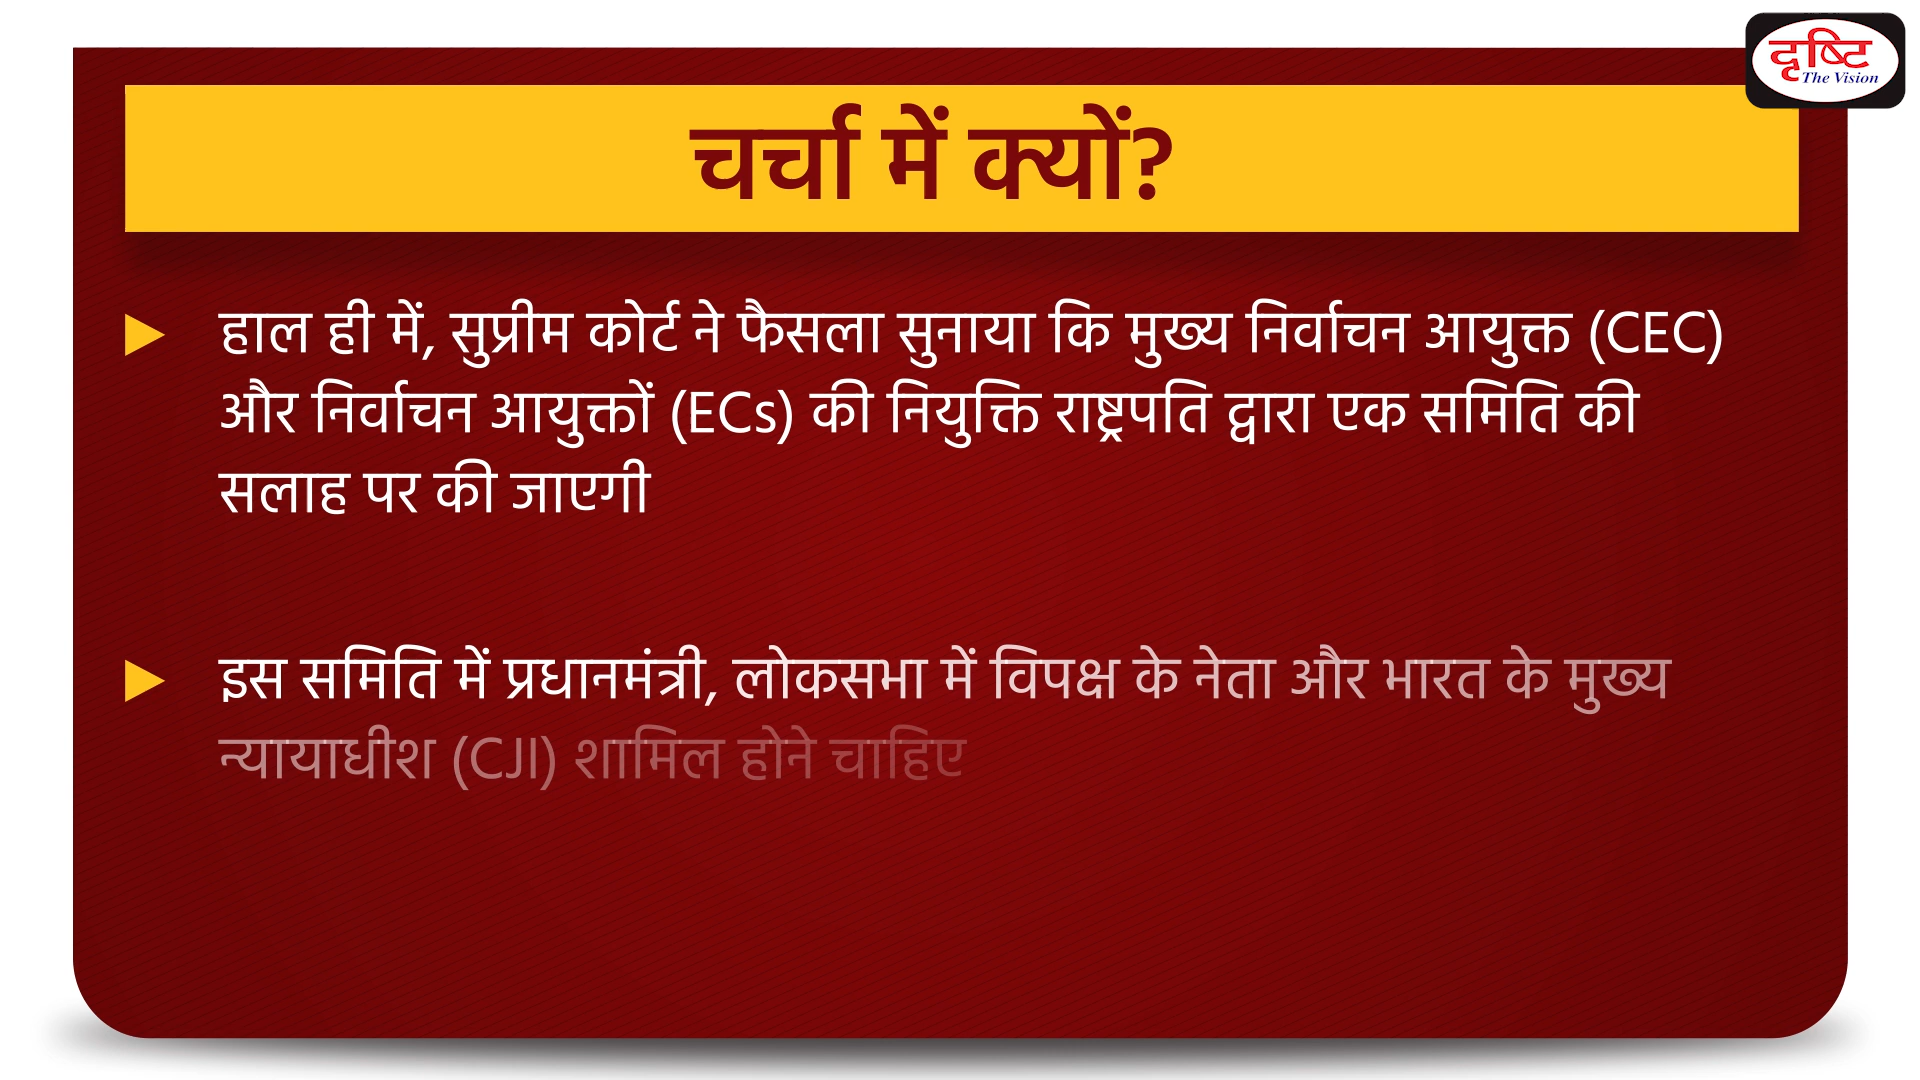 दृष्टि
The Vision
चर्चा में क्यों?
हाल ही में, सुप्रीम कोर्ट ने फैसला सुनाया कि मुख्य निर्वाचन आयुक्त (CEC)
और निर्वाचन आयुक्तों (ECs) की नियुक्ति राष्ट्रपति द्वारा एक समिति की
सलाह पर की जाएगी
इस समिति में प्रधानमंत्री, लोकसभा में विपक्ष के नेता और भारत के मुख्य
न्यायाधीश (CJI) शामिल होने चाहिए